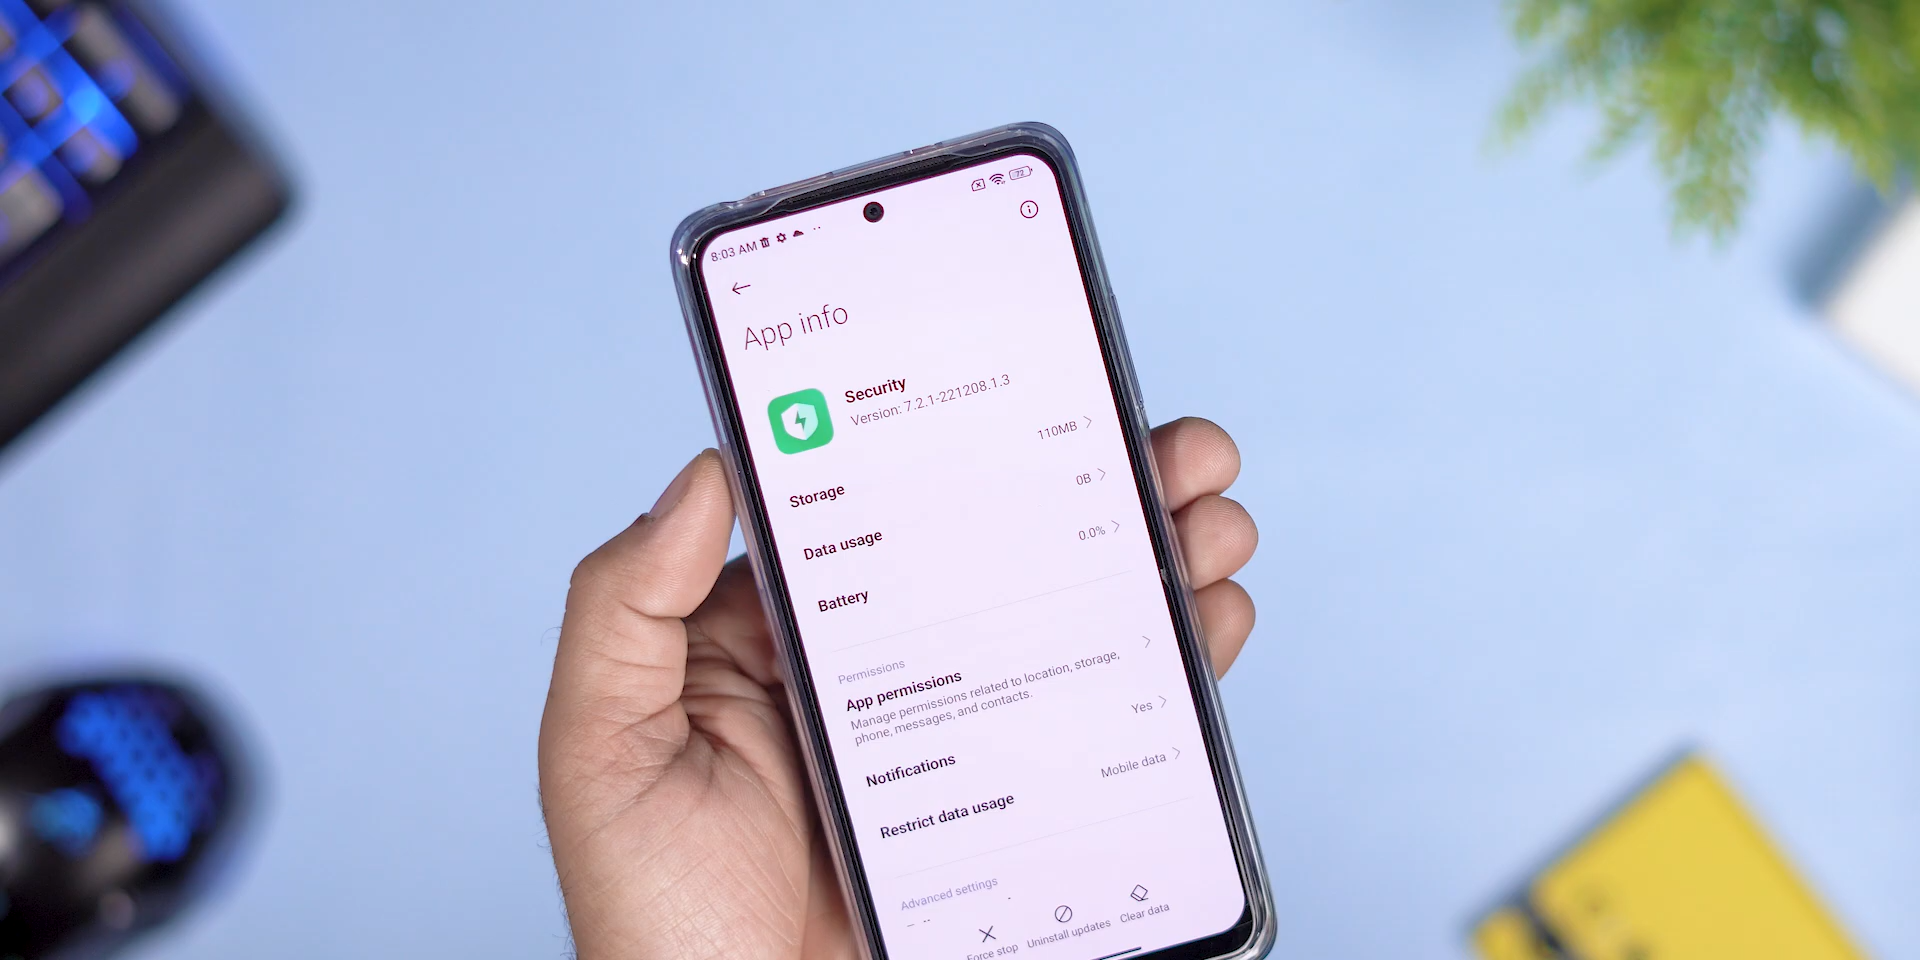 8:03 AM
72
App info
Security
Version: 7.2.1-221208.1.3
Storage 110MB
Data usage 0B
Battery 0.0%
Permissions
App permissions
Manage permissions related to location, storage,
phone, messages, and contacts.
Notifications Yes
Restrict data usage Mobile data
Advanced settings
Force stop
Uninstall updates
Clear data